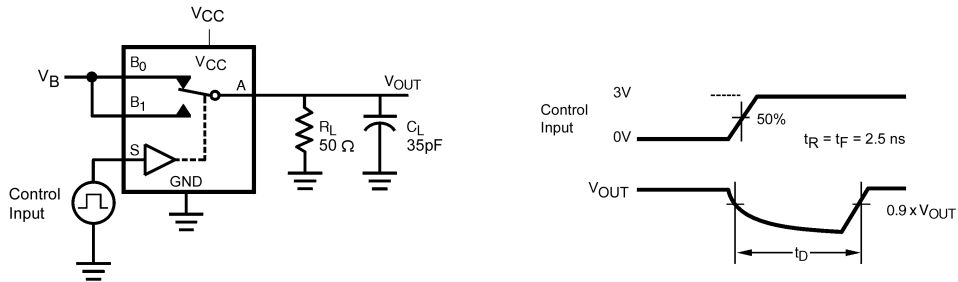 VCC
VCC
VB
B0
B1
A
VOUT
S
GND
RL
50 Ω
CL
35pF
Control
Input
Control
Input
3V
0V
50%
tR = tF = 2.5 ns
VOUT
0.9 x VOUT
tD